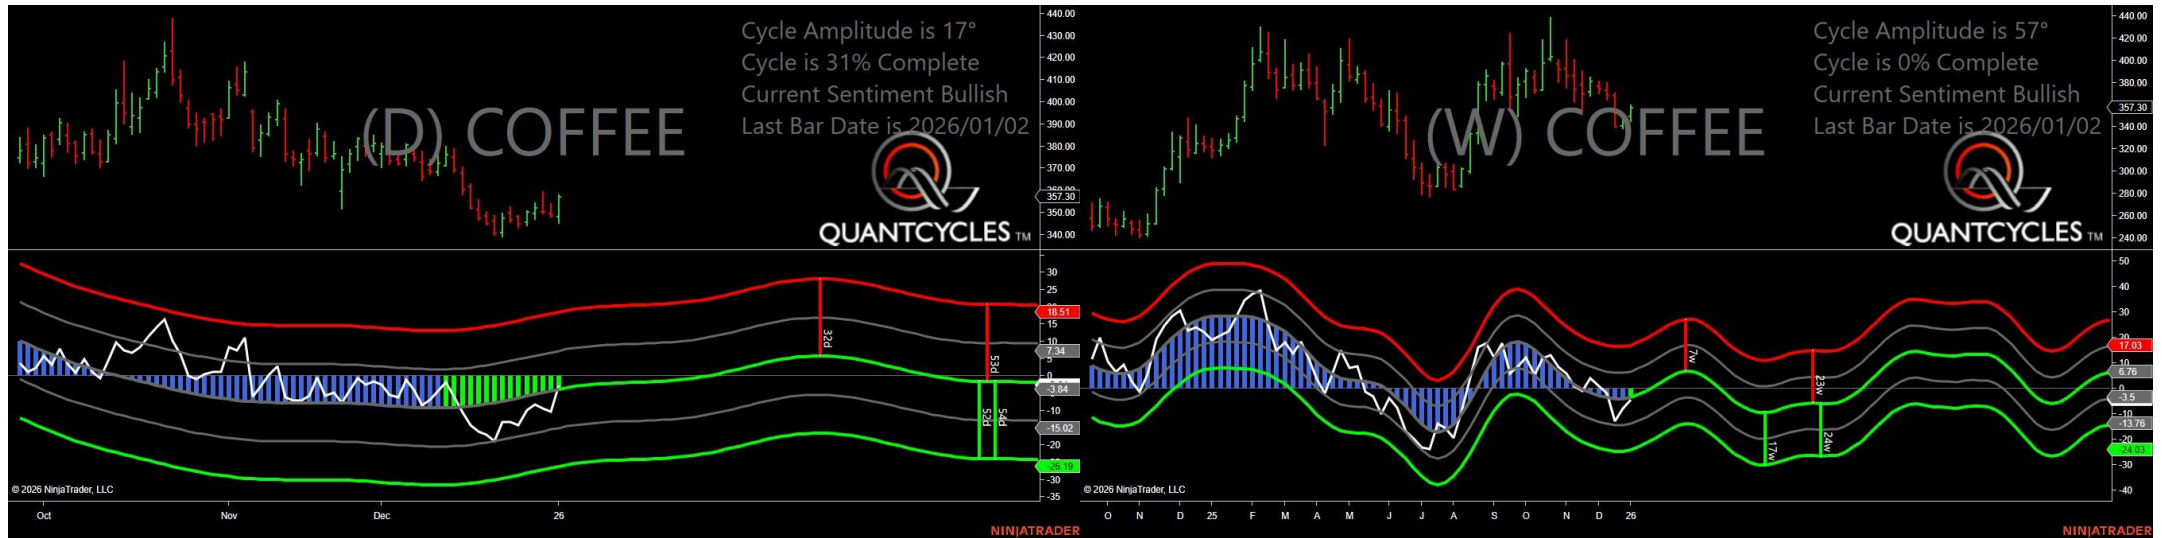 Cycle Amplitude is 17°
Cycle is 31% Complete
Current Sentiment Bullish
Last Bar Date is 2026/01/02
(D) COFFEE
QUANTCYCLES TM
440.00
430.00
420.00
410.00
400.00
390.00
380.00
370.00
357.30
350.00
340.00
30
25
18.51
15
10
7.34
0
-3.84
-10
-15.02
-20
-26.19
-30
-35
32d
53d
52d
54d
© 2026 NinjaTrader, LLC
Oct
Nov
Dec
26
NINJATRADER
Cycle Amplitude is 57°
Cycle is 0% Complete
Current Sentiment Bullish
Last Bar Date is 2026/01/02
(W) COFFEE
QUANTCYCLES TM
440.00
420.00
400.00
380.00
357.30
340.00
320.00
300.00
280.00
260.00
240.00
50
40
30
20
17.03
10
6.76
0
-3.5
-10
-13.76
-20
-24.03
-30
-40
7w
23w
17w
24w
© 2026 NinjaTrader, LLC
O
N
D
25
F
M
A
M
J
J
A
S
O
N
D
26
NINJATRADER